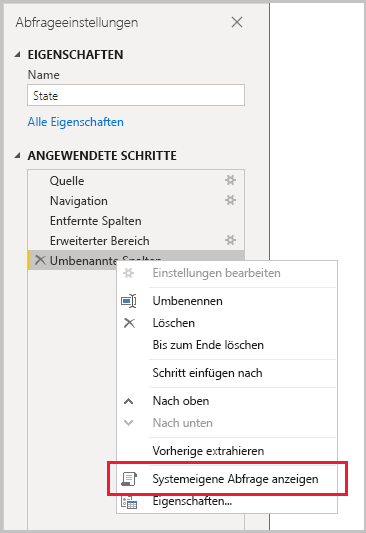 Abfrageeinstellungen
EIGENSCHAFTEN
Name
State
Alle Eigenschaften
ANGEWENDETE SCHRITTE
Quelle
Navigation
Entfernte Spalten
Erweiterter Bereich
Umbenannte Spalten
Einstellungen bearbeiten
Umbenennen
Löschen
Bis zum Ende löschen
Schritt einfügen nach
Nach oben
Nach unten
Vorherige extrahieren
Systemeigene Abfrage anzeigen
Eigenschaften...